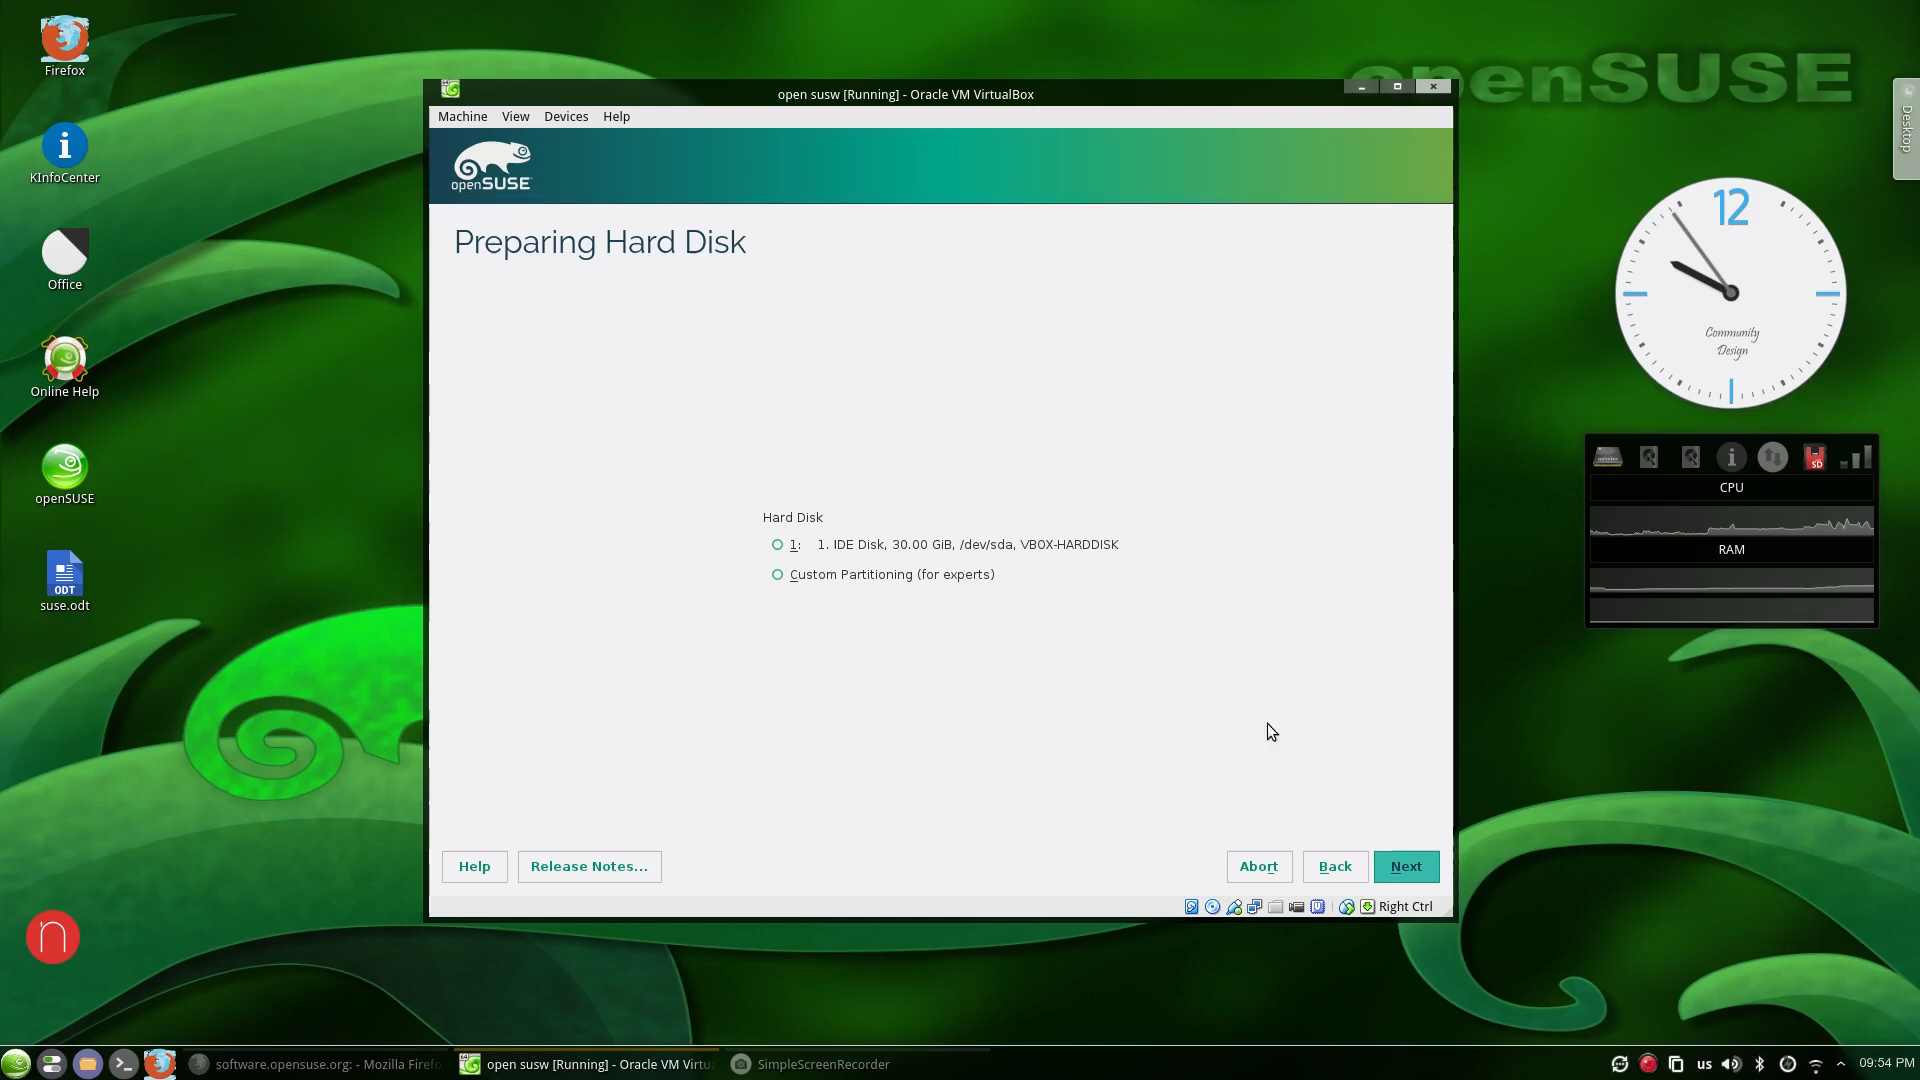 Firefox
KInfoCenter
Office
Online Help
openSUSE
ODT
suse.odt
open susw [Running] - Oracle VM VirtualBox
Machine View Devices Help
openSUSE
Preparing Hard Disk
Hard Disk
1: 1. IDE Disk, 30.00 GiB, /dev/sda, VBOX-HARDDISK
Custom Partitioning (for experts)
Help Release Notes... Abort Back Next
Right Ctrl
openSUSE
Desktop
12
Community
Design
SD
CPU
RAM
software.opensuse.org: - Mozilla Firefo
open susw [Running] - Oracle VM Virtu
SimpleScreenRecorder
us
09:54 PM